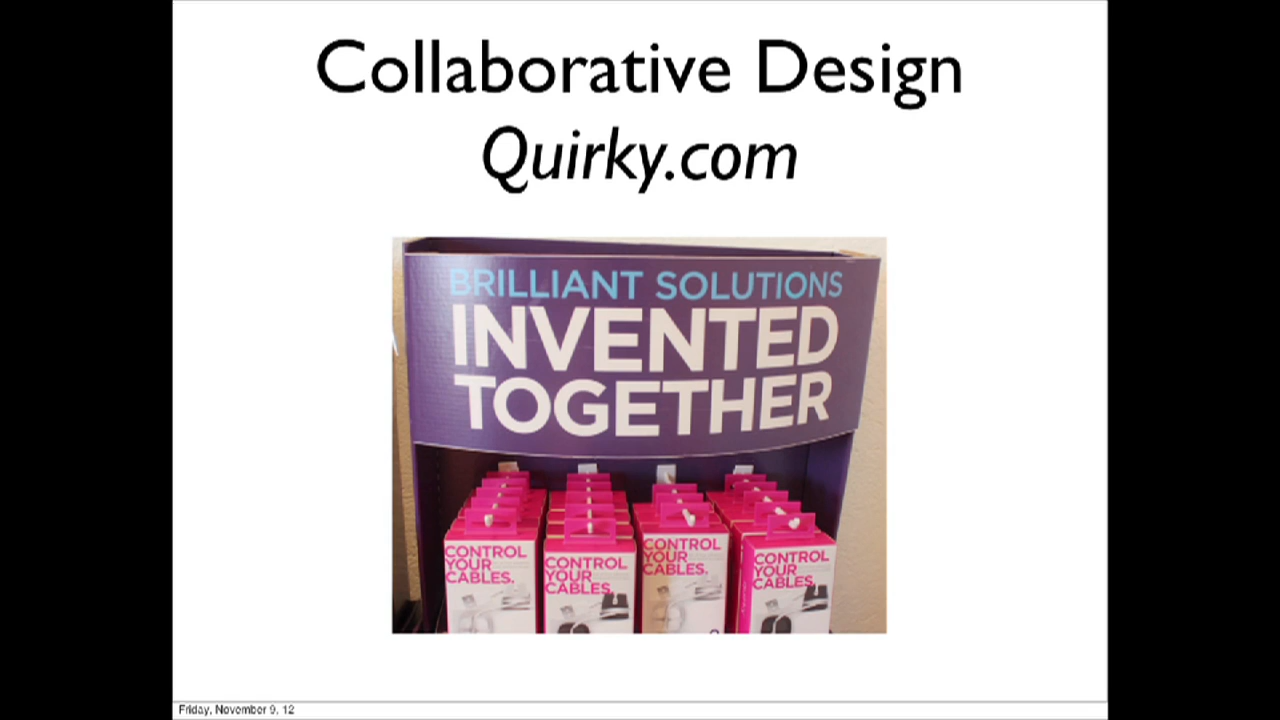 Collaborative Design
Quirky.com
BRILLIANT SOLUTIONS
INVENTED
TOGETHER
CONTROL
YOUR
CABLES.
CONTROL
YOUR
CABLES.
CONTROL
YOUR
CABLES.
CONTROL
YOUR
CABLES.
Friday, November 9, 12